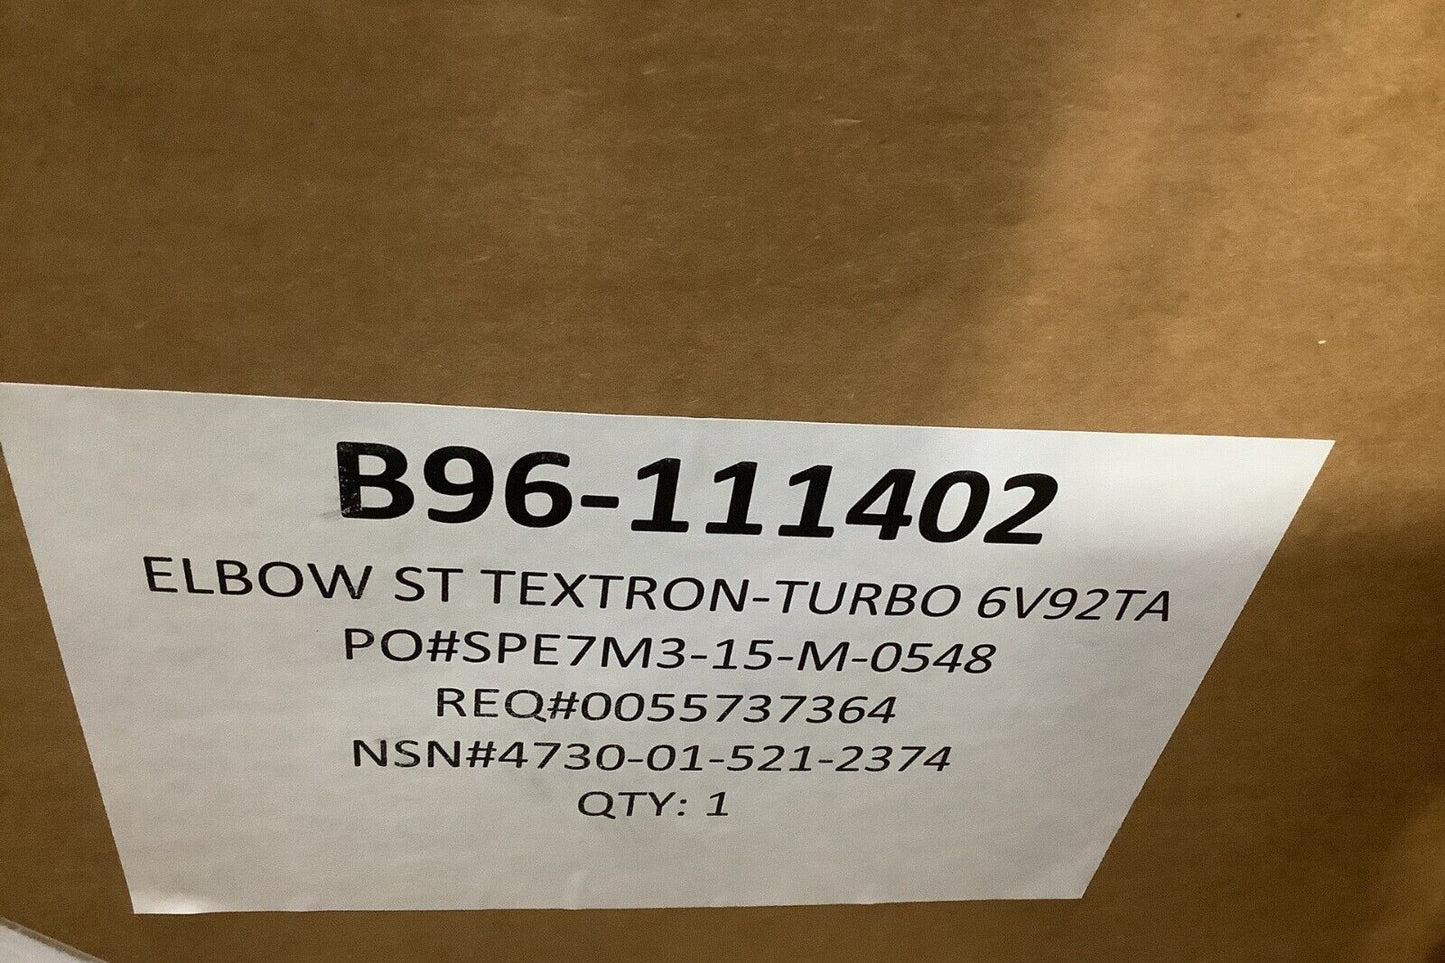 B96-111402
ELBOW ST TEXTRON-TURBO 6V92TA
PO#SPE7M3-15-M-0548
REQ#0055737364
NSN#4730-01-521-2374
QTY: 1